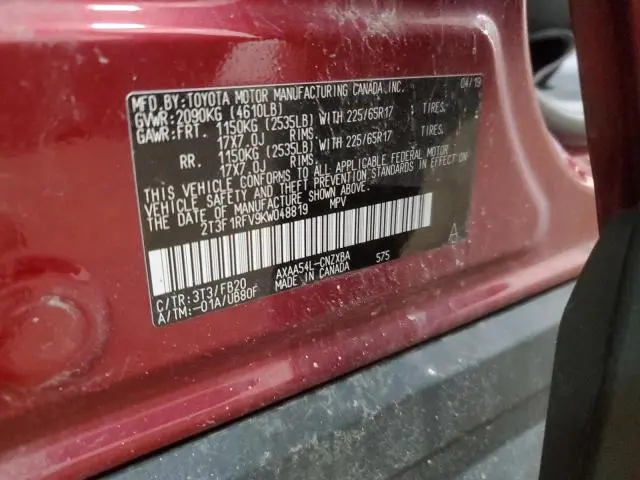 MFD.BY:TOYOTA MOTOR MANUFACTURING CANADA,INC. 04/19
GVWR:2090KG (4610LB)
GAWR:FRT. 1150KG (2535LB) WITH 225/65R17 TIRES.
17X7.0J RIMS.
RR. 1150KG (2535LB) WITH 225/65R17 TIRES.
17X7.0J RIMS.
THIS VEHICLE CONFORMS TO ALL APPLICABLE FEDERAL MOTOR
VEHICLE SAFETY AND THEFT PREVENTION STANDARDS IN EFFECT ON
THE DATE OF MANUFACTURE SHOWN ABOVE.
2T3F1RFV9KW048819 MPV
C/TR:3T3/FB20 AXAA54L-CNZXBA 575
A/TM:-01A/U680F MADE IN CANADA